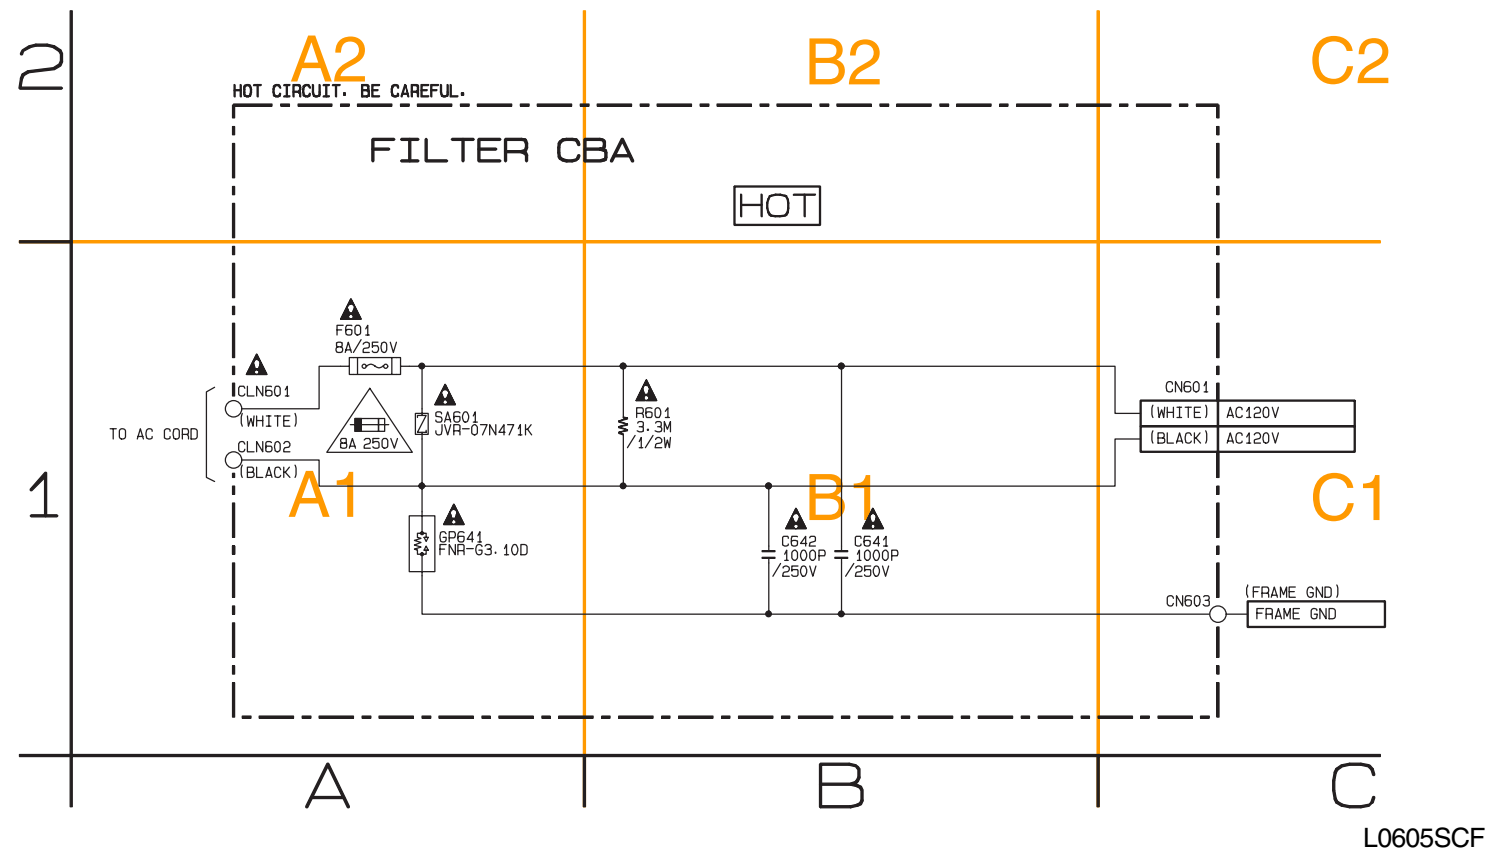 2
A2
B2
C2
HOT CIRCUIT. BE CAREFUL.
FILTER CBA
HOT
F601
8A/250V
CLN601
(WHITE)
TO AC CORD
CLN602
(BLACK)
8A 250V
SA601
JVR-07N471K
R601
3.3M
/1/2W
CN601
(WHITE) AC120V
(BLACK) AC120V
1
A1
B1
C1
GP641
FNR-G3.10D
C642
1000P
/250V
C641
1000P
/250V
CN603
(FRAME GND)
FRAME GND
A
B
C
L0605SCF